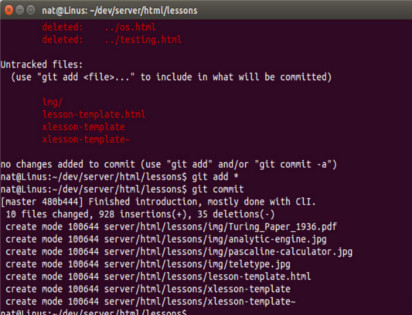 nat@Linus: ~/dev/server/html/lessons
deleted: ../os.html
deleted: ../testing.html
Untracked files:
(use "git add <file>..." to include in what will be committed)
img/
lesson-template.html
xlesson-template
xlesson-template~
no changes added to commit (use "git add" and/or "git commit -a")
nat@Linus:~/dev/server/html/lessons$ git add *
nat@Linus:~/dev/server/html/lessons$ git commit
[master 480b444] Finished introduction, mostly done with ClI.
10 files changed, 928 insertions(+), 35 deletions(-)
create mode 100644 server/html/lessons/img/Turing_Paper_1936.pdf
create mode 100644 server/html/lessons/img/analytic-engine.jpg
create mode 100644 server/html/lessons/img/pascaline-calculator.jpg
create mode 100644 server/html/lessons/img/teletype.jpg
create mode 100644 server/html/lessons/lesson-template.html
create mode 100644 server/html/lessons/xlesson-template
create mode 100644 server/html/lessons/xlesson-template~
nat@Linus:~/dev/server/html/lessons$